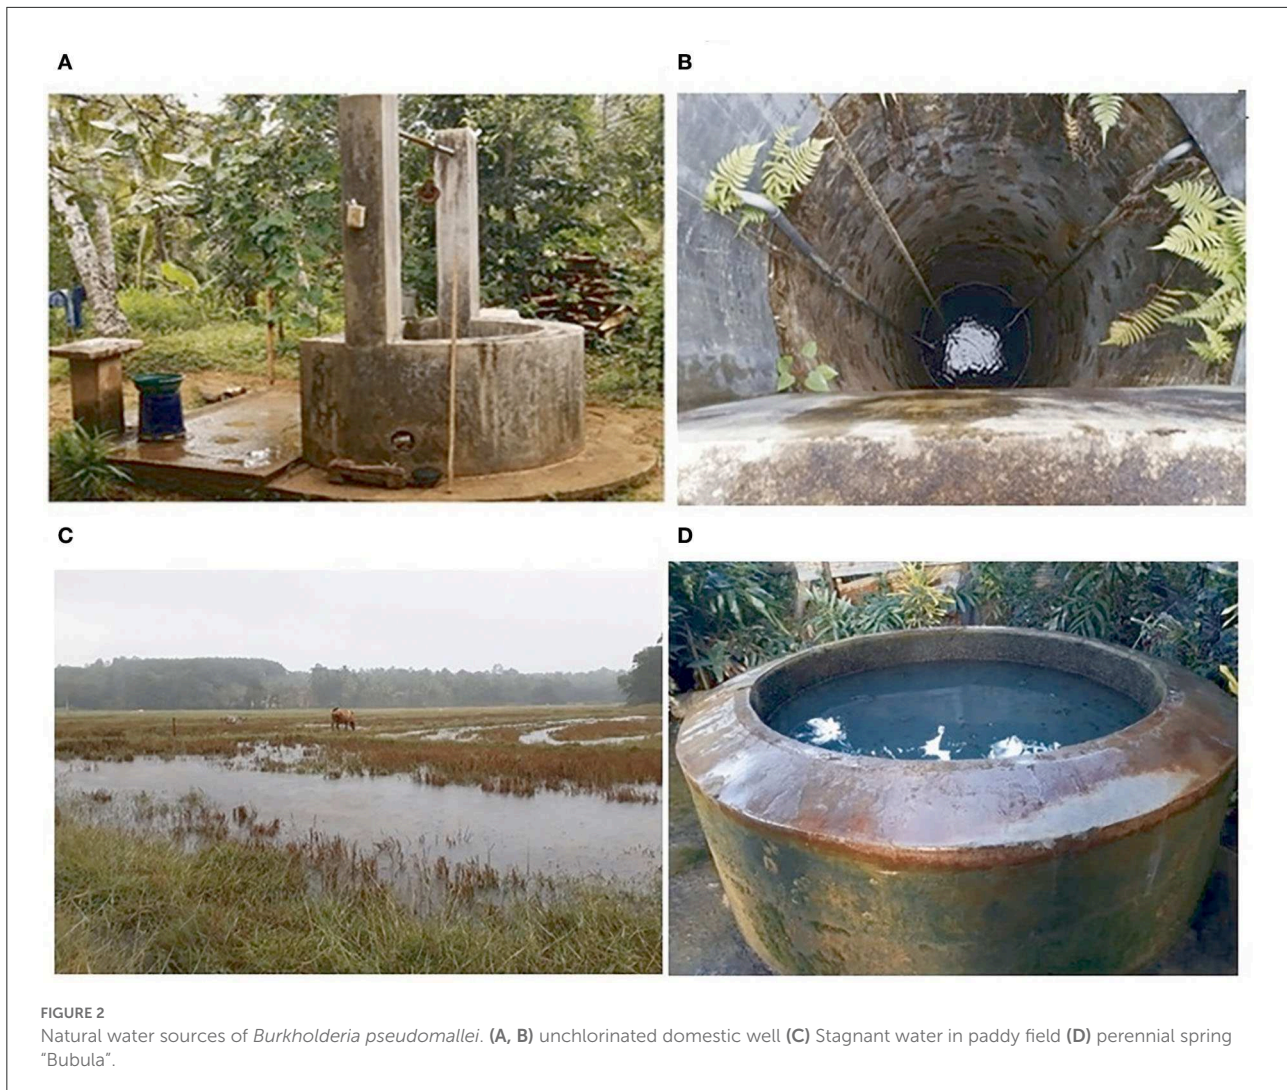 A
B
C
D
FIGURE 2
Natural water sources of Burkholderia pseudomallei. (A, B) unchlorinated domestic well (C) Stagnant water in paddy field (D) perennial spring
"Bubula".